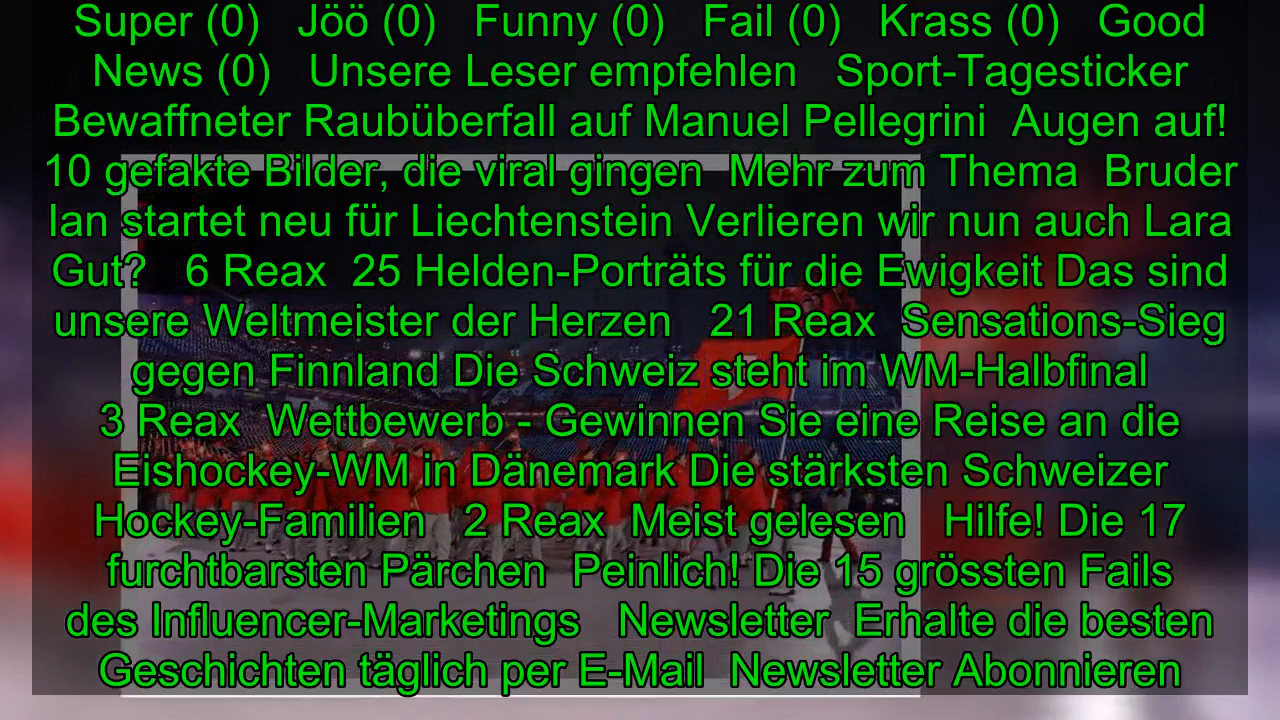 Super (0) Jöö (0) Funny (0) Fail (0) Krass (0) Good
News (0) Unsere Leser empfehlen Sport-Tagesticker
Bewaffneter Raubüberfall auf Manuel Pellegrini Augen auf!
10 gefakte Bilder, die viral gingen Mehr zum Thema Bruder
Ian startet neu für Liechtenstein Verlieren wir nun auch Lara
Gut? 6 Reax 25 Helden-Porträts für die Ewigkeit Das sind
unsere Weltmeister der Herzen 21 Reax Sensations-Sieg
gegen Finnland Die Schweiz steht im WM-Halbfinal
3 Reax Wettbewerb - Gewinnen Sie eine Reise an die
Eishockey-WM in Dänemark Die stärksten Schweizer
Hockey-Familien 2 Reax Meist gelesen Hilfe! Die 17
furchtbarsten Pärchen Peinlich! Die 15 grössten Fails
des Influencer-Marketings Newsletter Erhalte die besten
Geschichten täglich per E-Mail Newsletter Abonnieren